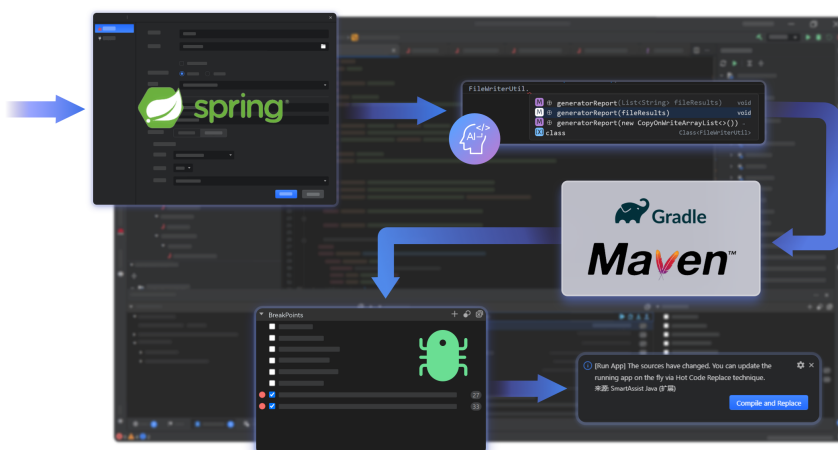 spring
FileWriterUtil.
generatorReport(List<String> fileResults) void
generatorReport(fileResults) void
generatorReport(new CopyOnWriteArrayList<>())
class Class<FileWriterUtil>
AI </>
Gradle
Maven™
BreakPoints
27
33
[Run App] The sources have changed. You can update the
running app on the fly via Hot Code Replace technique.
来源: SmartAssist Java (扩展)
Compile and Replace